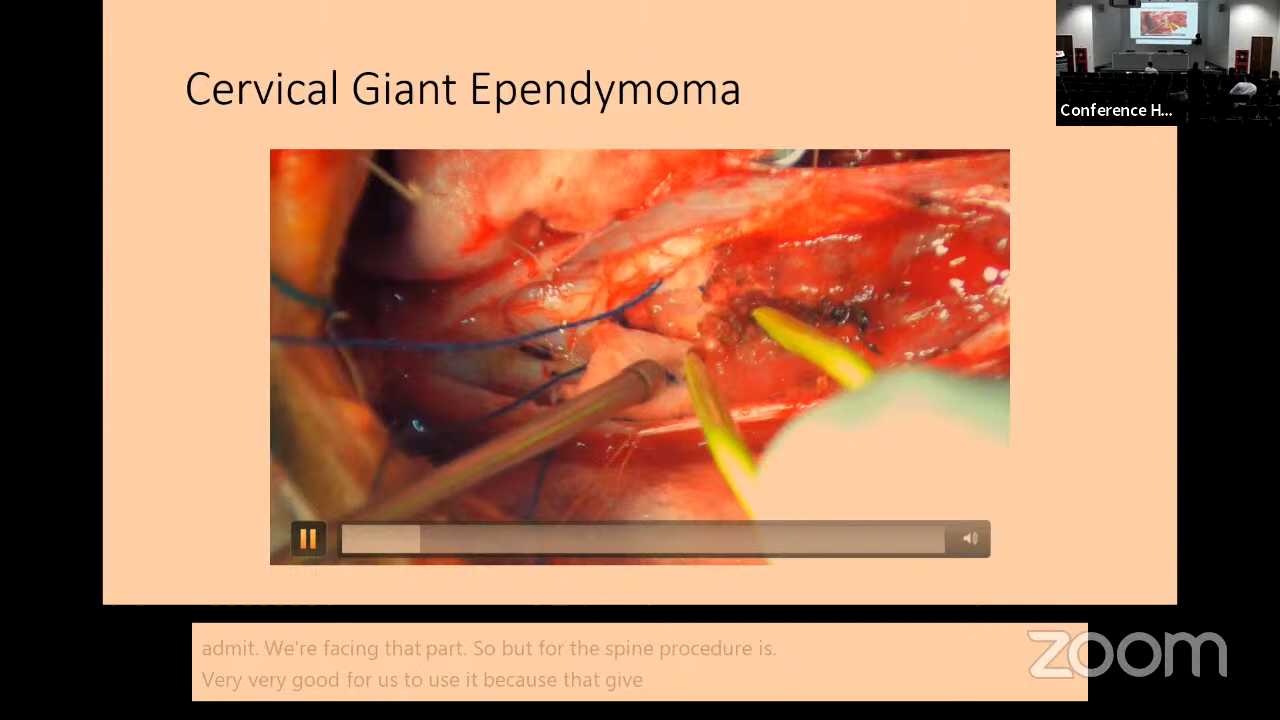 Cervical Giant Ependymoma
Conference H...
admit. We're facing that part. So but for the spine procedure is.
Very very good for us to use it because that give
zoom